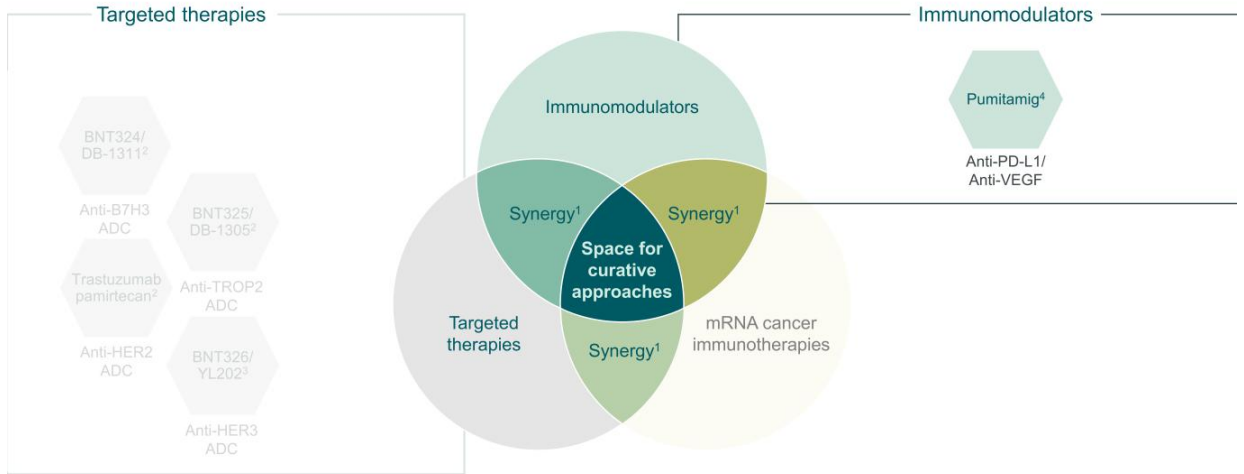 Targeted therapies
BNT324/
DB-1311²
Anti-B7H3
ADC
BNT325/
DB-1305²
Anti-TROP2
ADC
Trastuzumab
pamirtecan²
Anti-HER2
ADC
BNT326/
YL202³
Anti-HER3
ADC
Immunomodulators
Synergy¹
Synergy¹
Space for
curative
approaches
Targeted
therapies
mRNA cancer
immunotherapies
Synergy¹
Immunomodulators
Pumitamig⁴
Anti-PD-L1/
Anti-VEGF